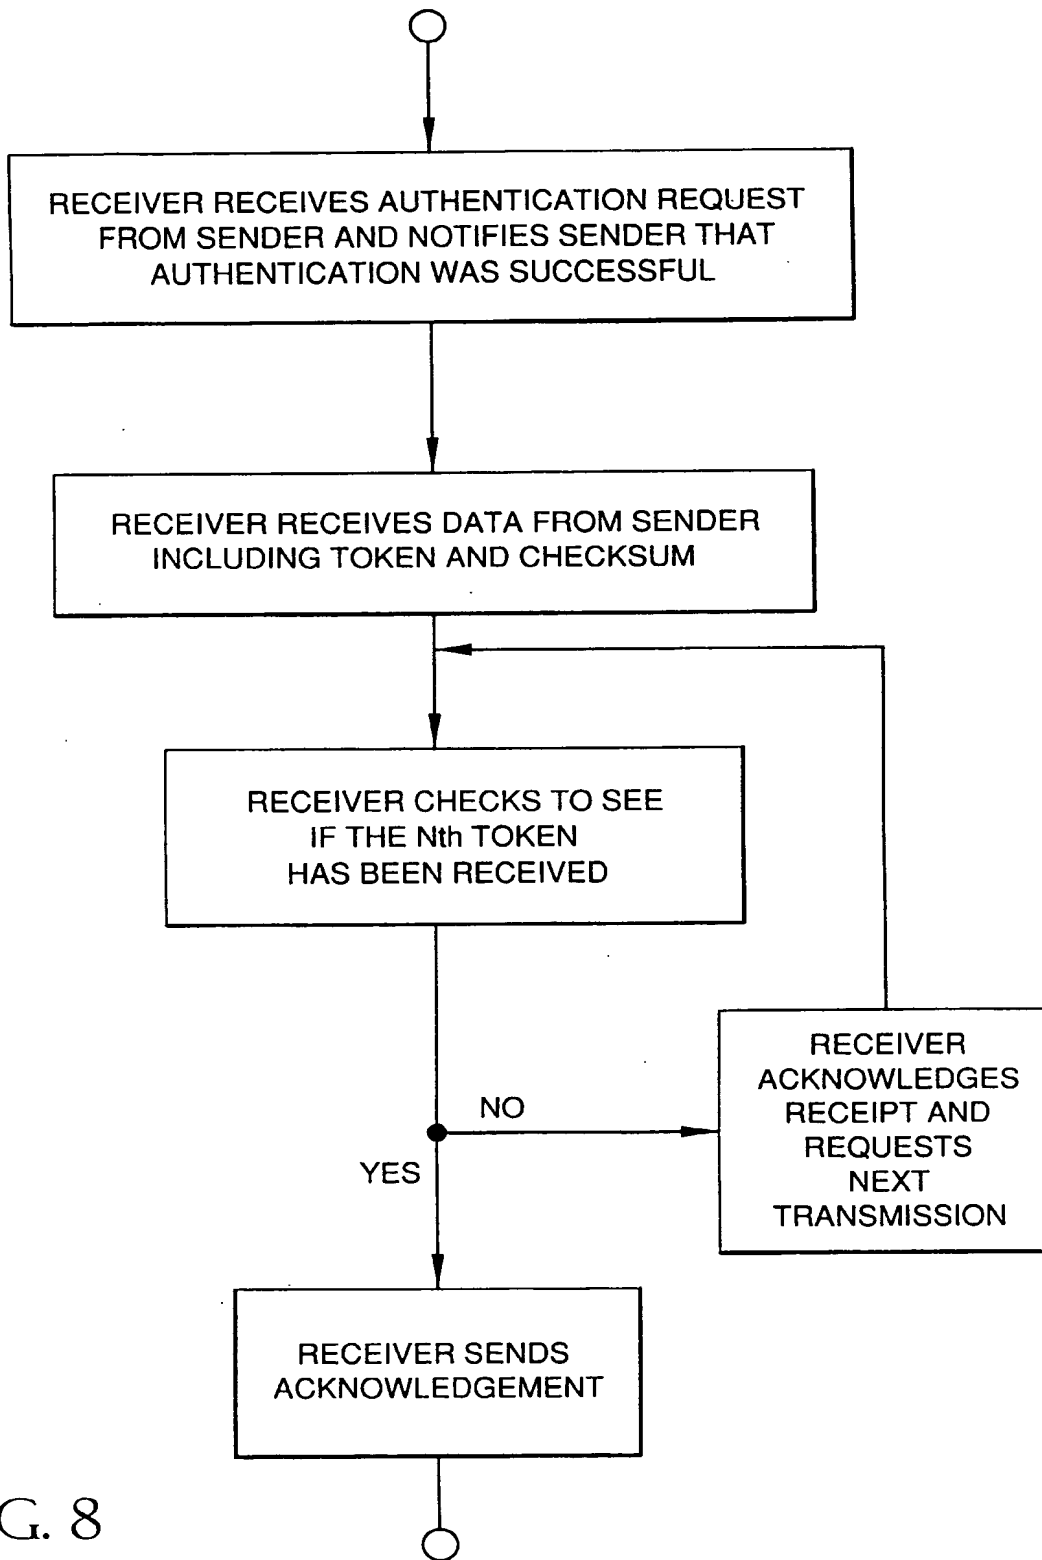 RECEIVER RECEIVES AUTHENTICATION REQUEST
FROM SENDER AND NOTIFIES SENDER THAT
AUTHENTICATION WAS SUCCESSFUL
RECEIVER RECEIVES DATA FROM SENDER
INCLUDING TOKEN AND CHECKSUM
RECEIVER CHECKS TO SEE
IF THE Nth TOKEN
HAS BEEN RECEIVED
NO
YES
RECEIVER
ACKNOWLEDGES
RECEIPT AND
REQUESTS
NEXT
TRANSMISSION
RECEIVER SENDS
ACKNOWLEDGEMENT
G. 8